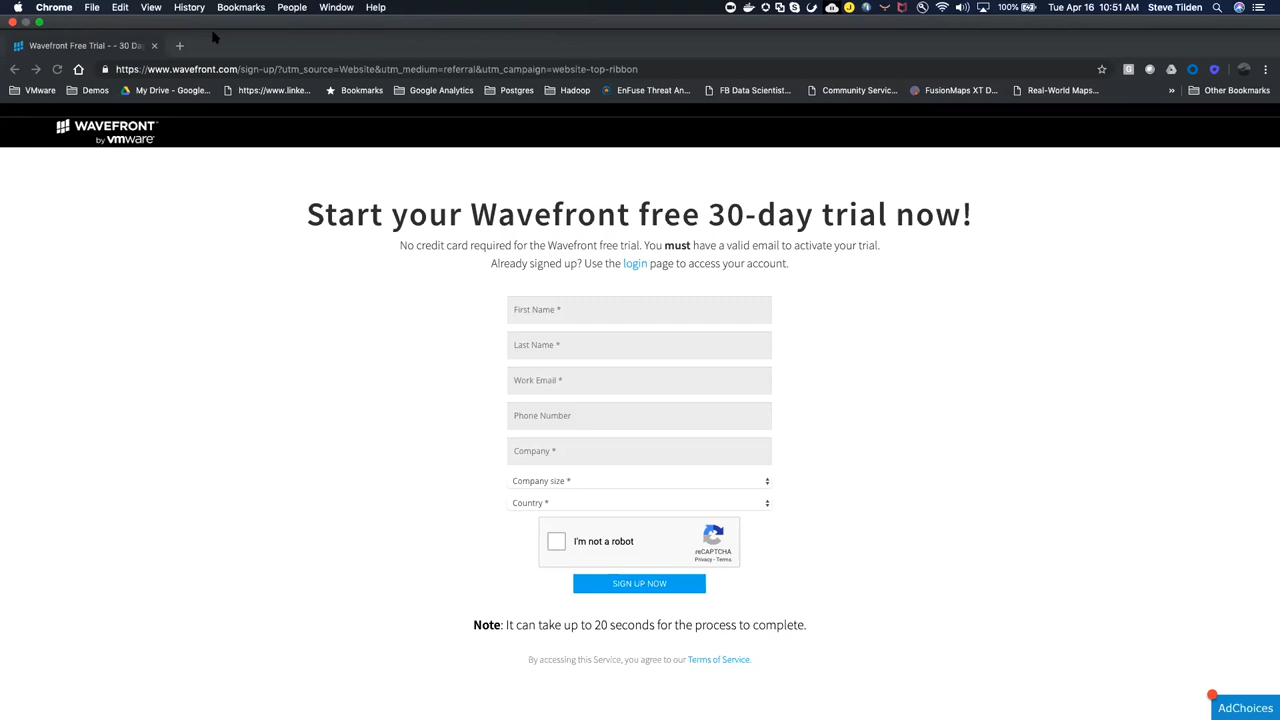 Chrome File Edit View History Bookmarks People Window Help 100% Tue Apr 16 10:51 AM Steve Tilden
Wavefront Free Trial - - 30 Da
https://www.wavefront.com/sign-up/?utm_source=Website&utm_medium=referral&utm_campaign=website-top-ribbon
VMware Demos My Drive - Google... https://www.linke... Bookmarks Google Analytics Postgres Hadoop EnFuse Threat An... FB Data Scientist... Community Service... FusionMaps XT D... Real-World Maps... » Other Bookmarks
WAVEFRONT™
by vmware
Start your Wavefront free 30-day trial now!
No credit card required for the Wavefront free trial. You must have a valid email to activate your trial.
Already signed up? Use the login page to access your account.
First Name *
Last Name *
Work Email *
Phone Number
Company *
Company size *
Country *
I'm not a robot
reCAPTCHA
Privacy - Terms
SIGN UP NOW
Note: It can take up to 20 seconds for the process to complete.
By accessing this Service, you agree to our Terms of Service.
AdChoices